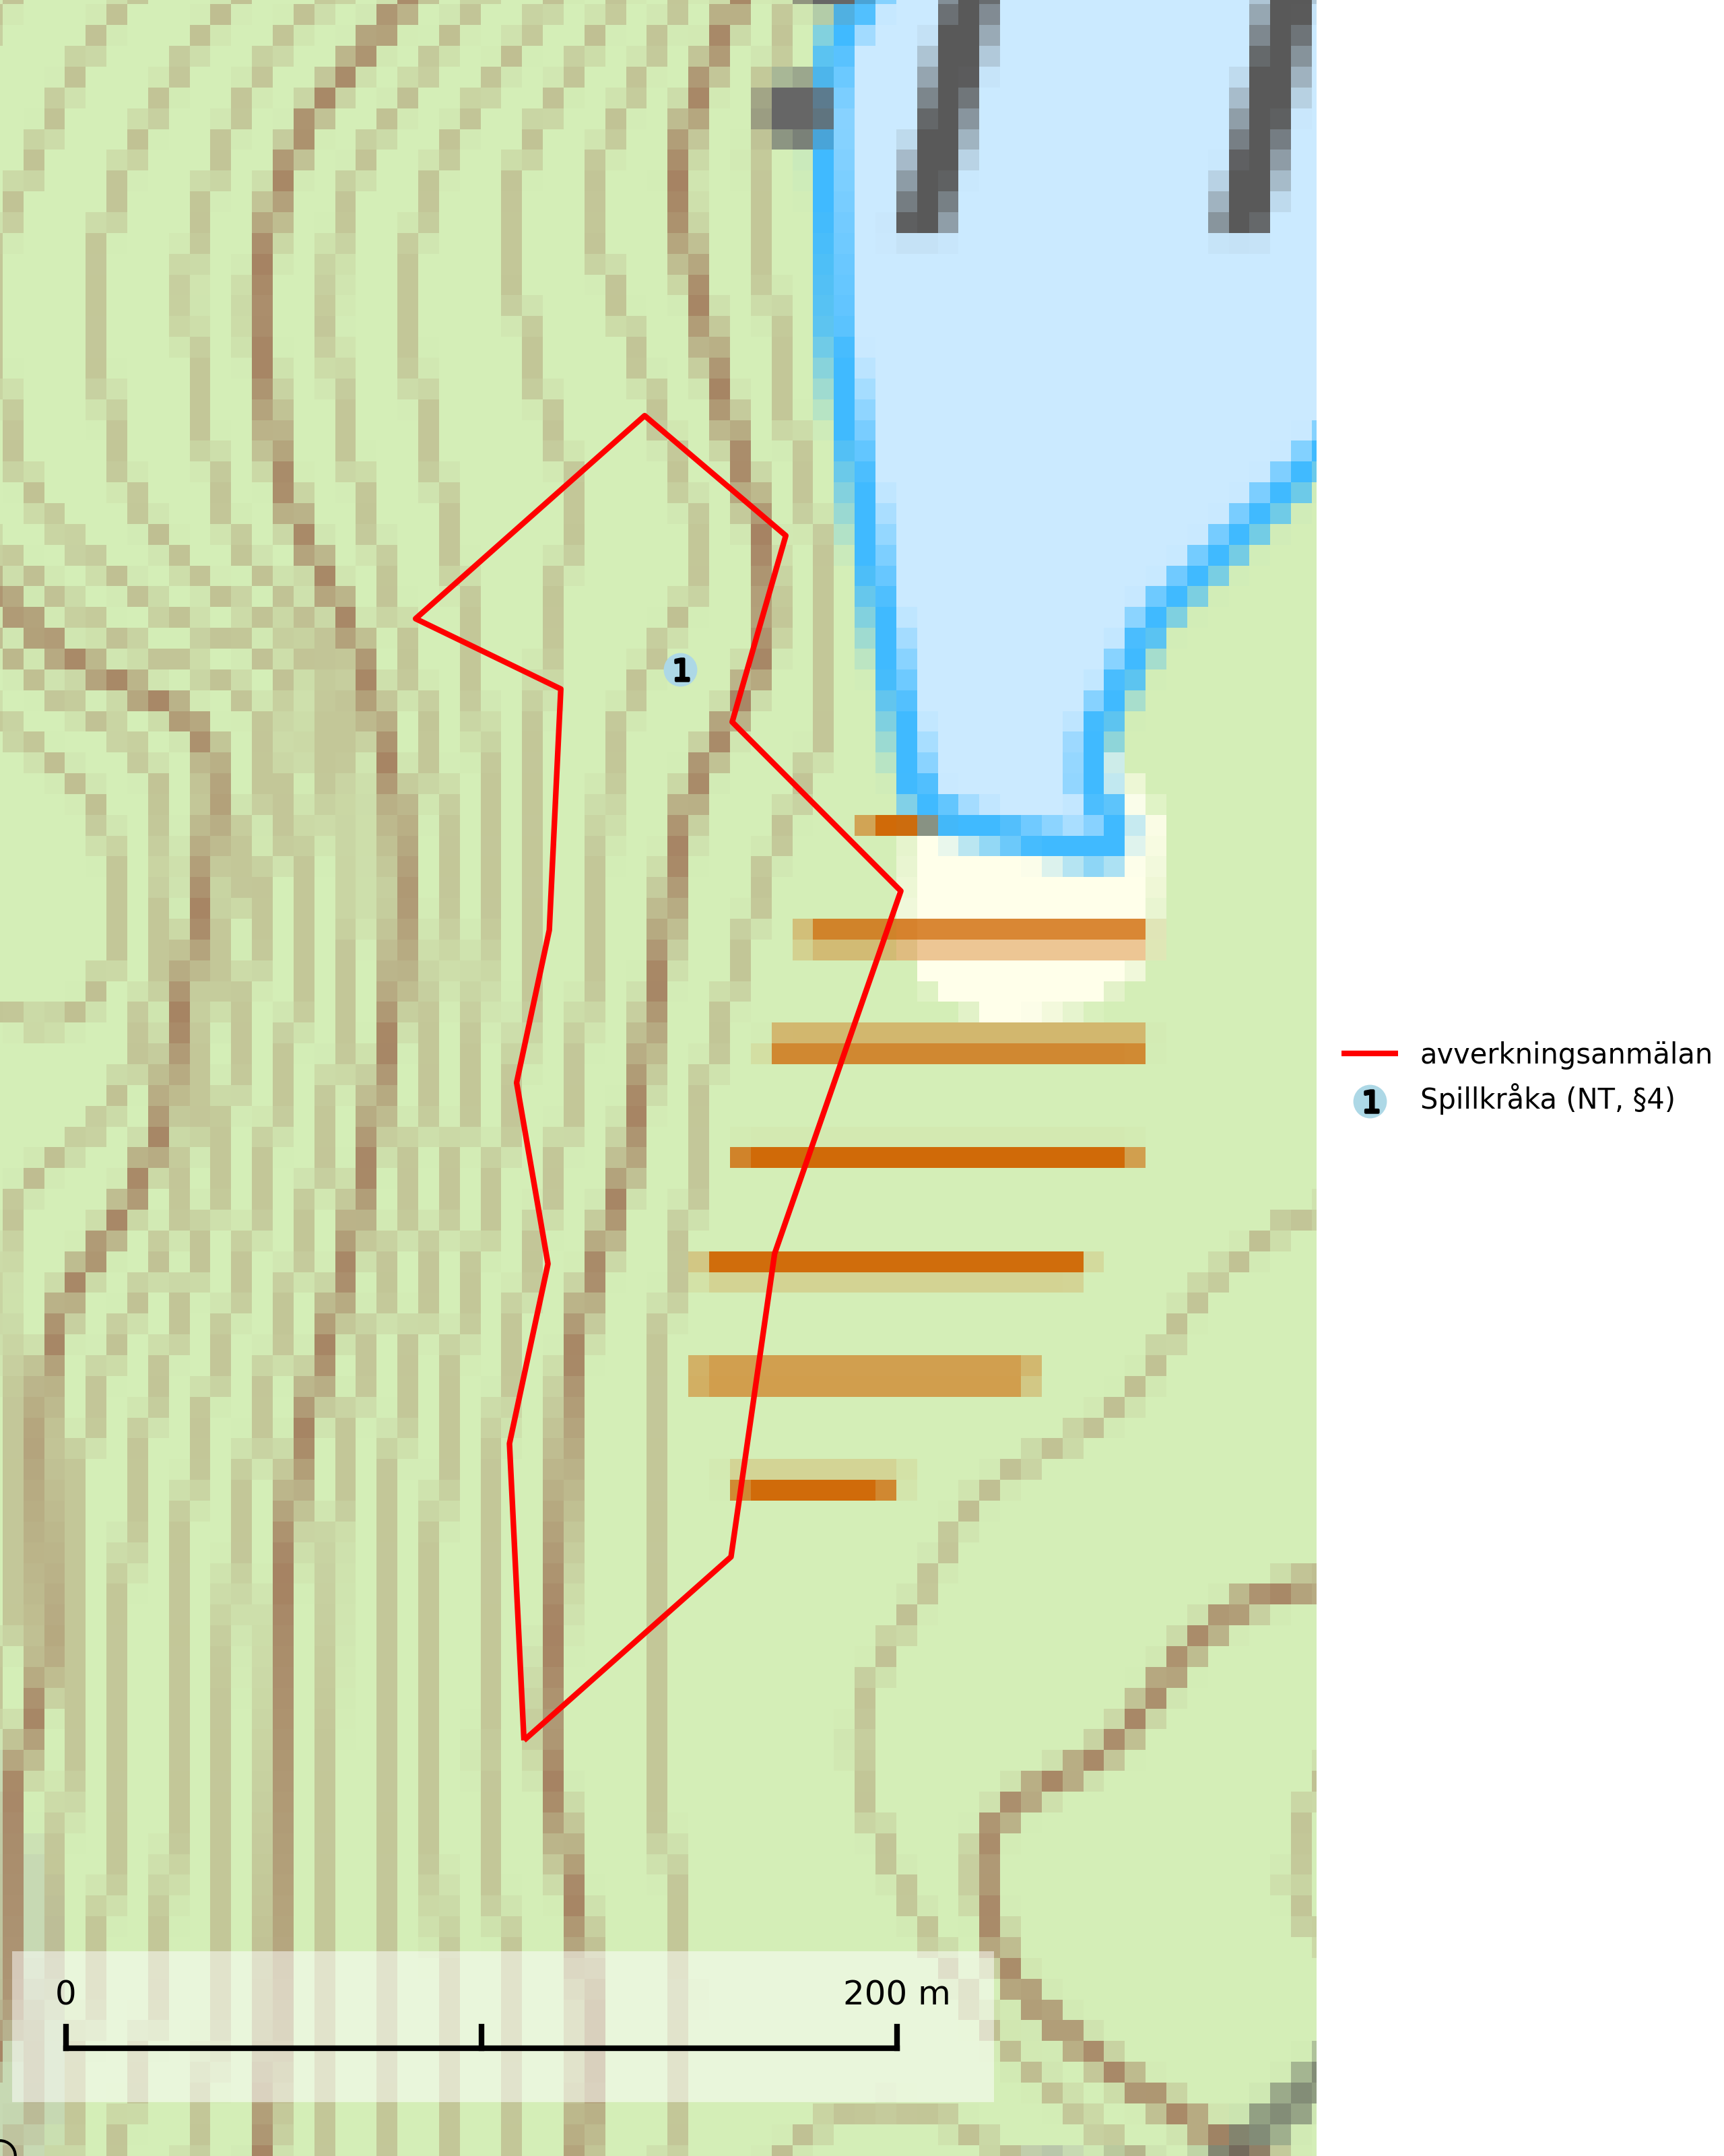 1
avverkningsanmälan
1 Spillkråka (NT, §4)
0 200 m